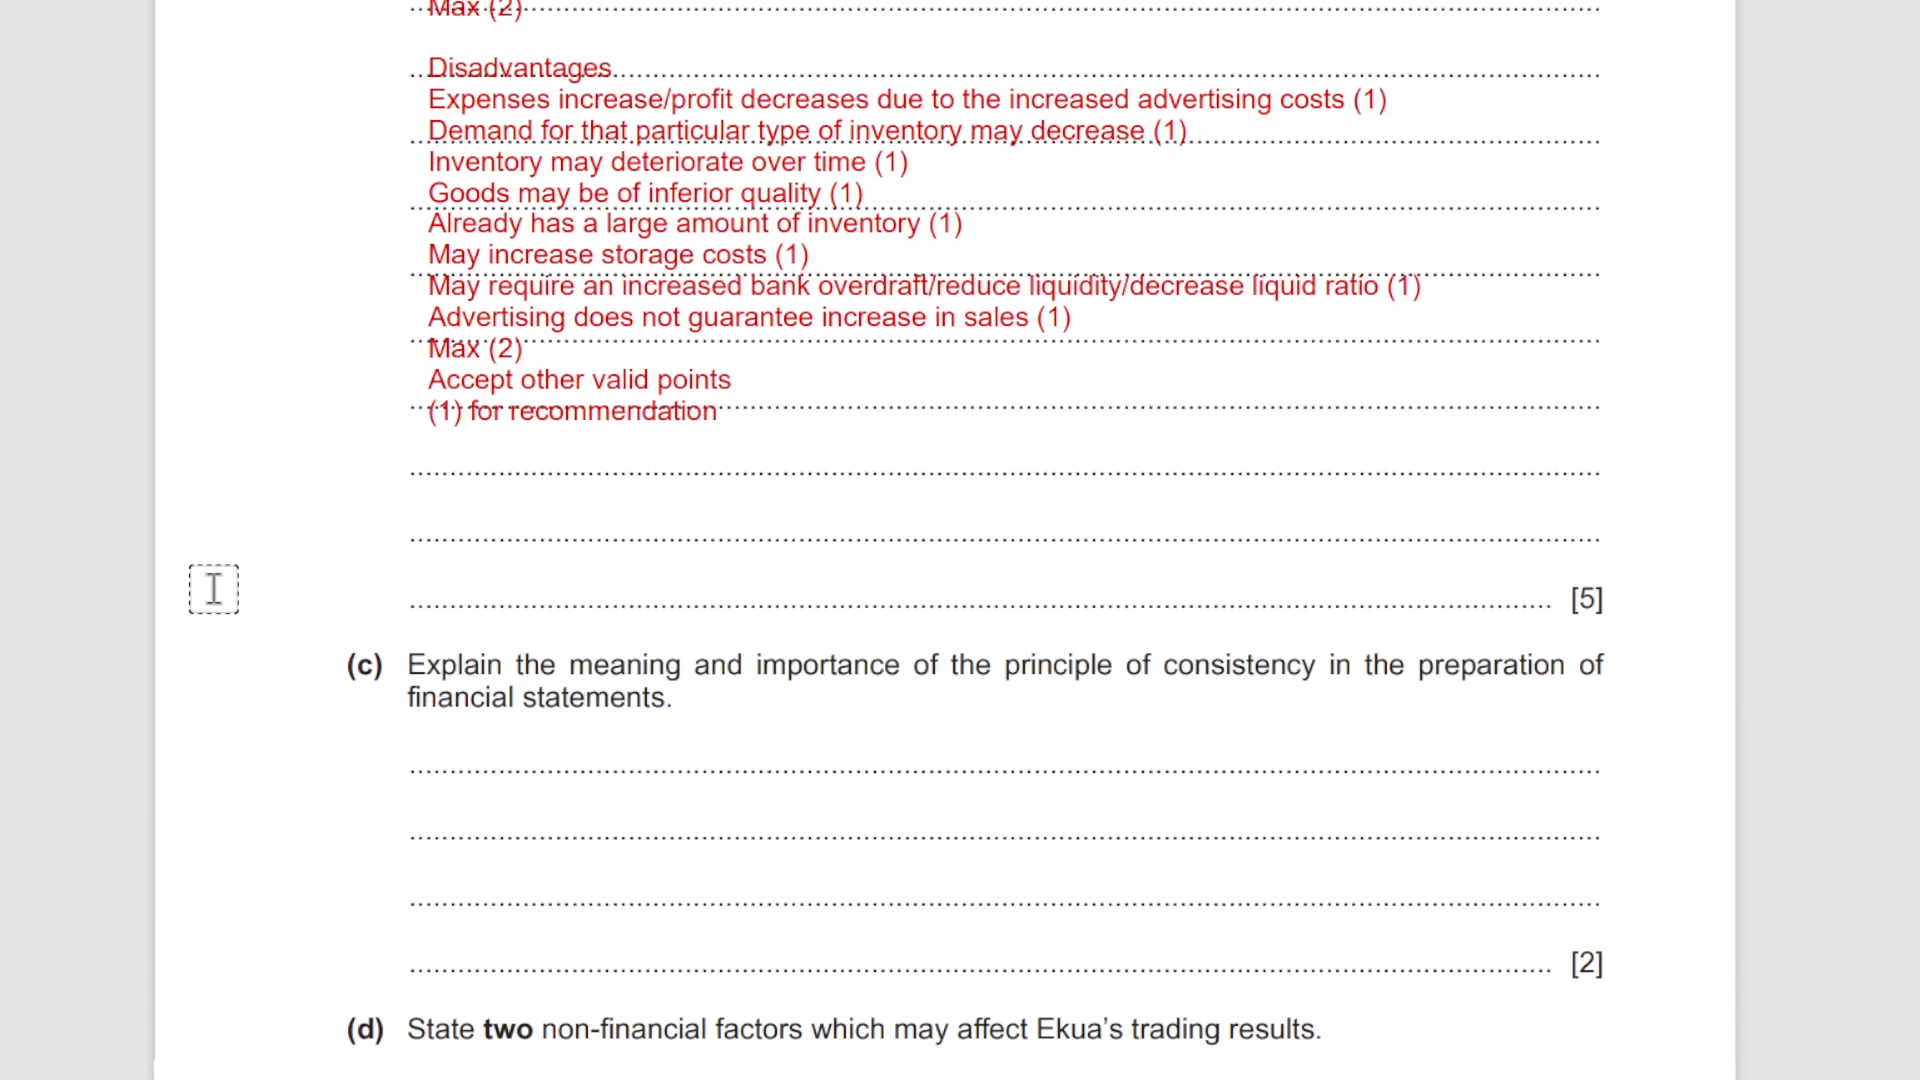 Max (2)
Disadvantages
Expenses increase/profit decreases due to the increased advertising costs (1)
Demand for that particular type of inventory may decrease (1)
Inventory may deteriorate over time (1)
Goods may be of inferior quality (1)
Already has a large amount of inventory (1)
May increase storage costs (1)
May require an increased bank overdraft/reduce liquidity/decrease liquid ratio (1)
Advertising does not guarantee increase in sales (1)
Max (2)
Accept other valid points
(1) for recommendation
[5]
(c) Explain the meaning and importance of the principle of consistency in the preparation of
financial statements.
[2]
(d) State two non-financial factors which may affect Ekua’s trading results.